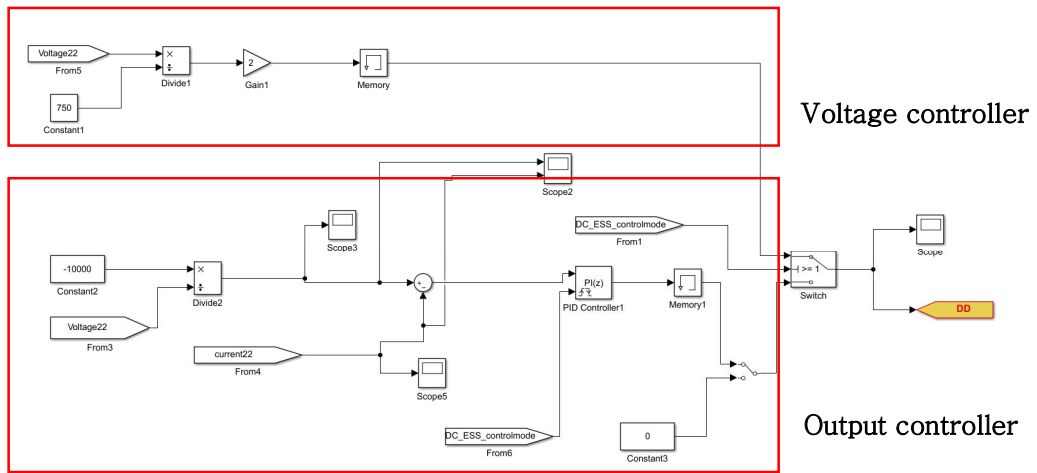 Voltage22
From5
×
÷
Divide1
750
Constant1
2
Gain1
Memory
Voltage controller
Scope2
Scope3
DC_ESS_controlmode
From1
Scope
-10000
Constant2
×
÷
Divide2
+
-
PI(z)
PID Controller1
Memory1
>= 1
Switch
DD
Voltage22
From3
current22
From4
Scope5
DC_ESS_controlmode
From6
0
Constant3
Output controller